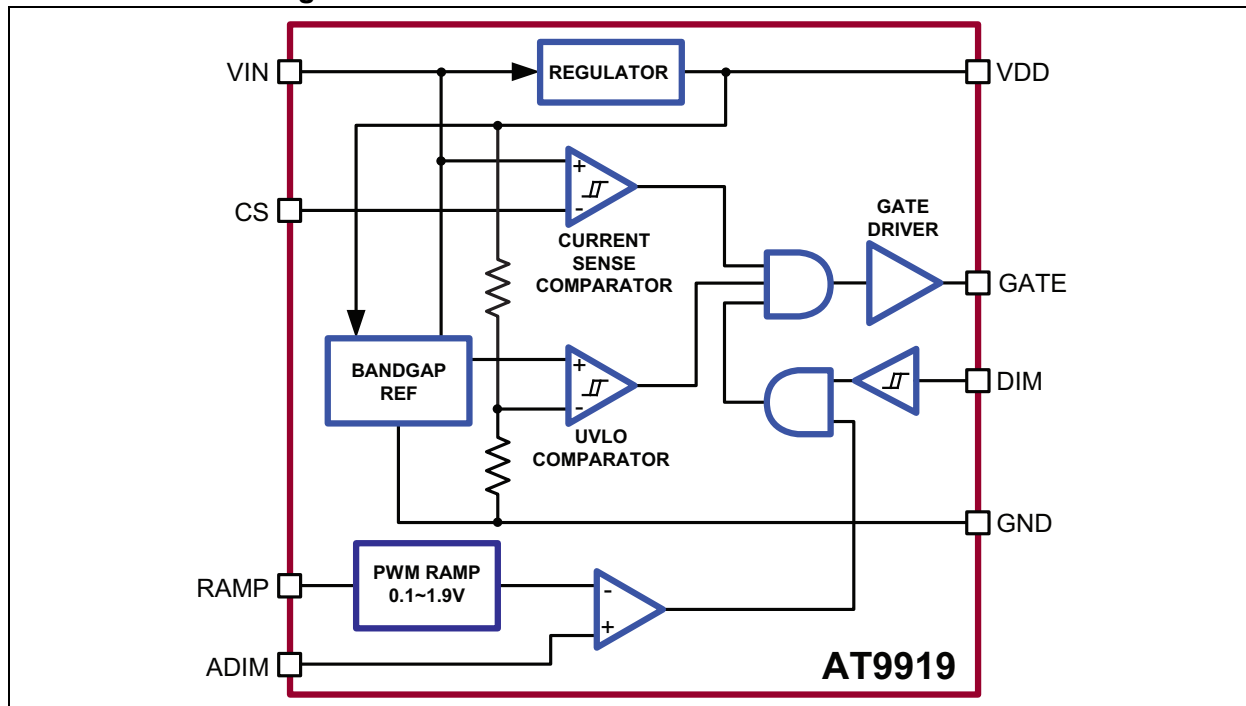 VIN
REGULATOR
VDD
+
-
CS
CURRENT
SENSE
COMPARATOR
GATE
DRIVER
GATE
BANDGAP
REF
+
-
UVLO
COMPARATOR
DIM
GND
RAMP
PWM RAMP
0.1~1.9V
-
+
ADIM
AT9919